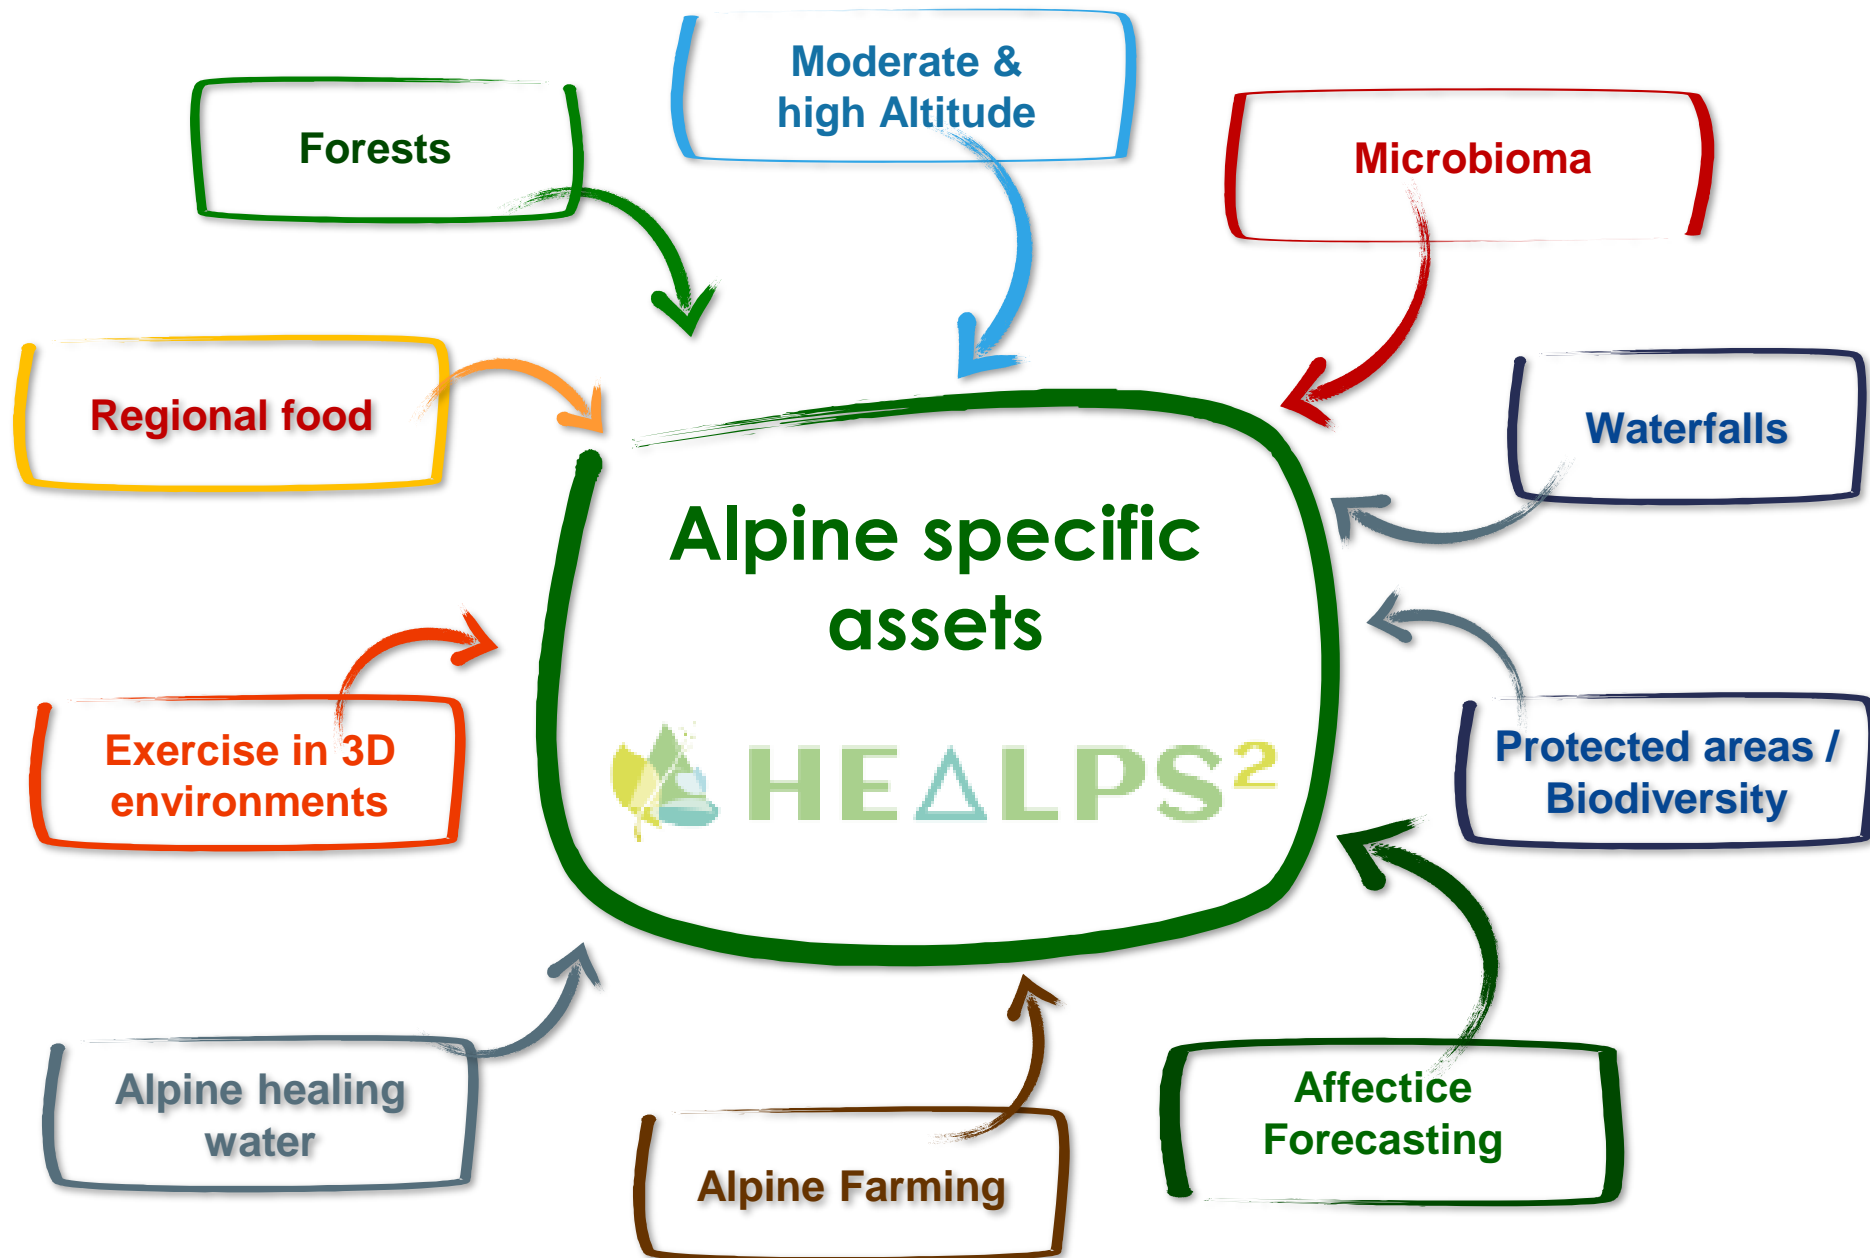 Moderate &
high Altitude
Forests
Microbioma
Regional food
Waterfalls
Alpine specific
assets
HEALPS²
Exercise in 3D
environments
Protected areas /
Biodiversity
Alpine healing
water
Affectice
Forecasting
Alpine Farming